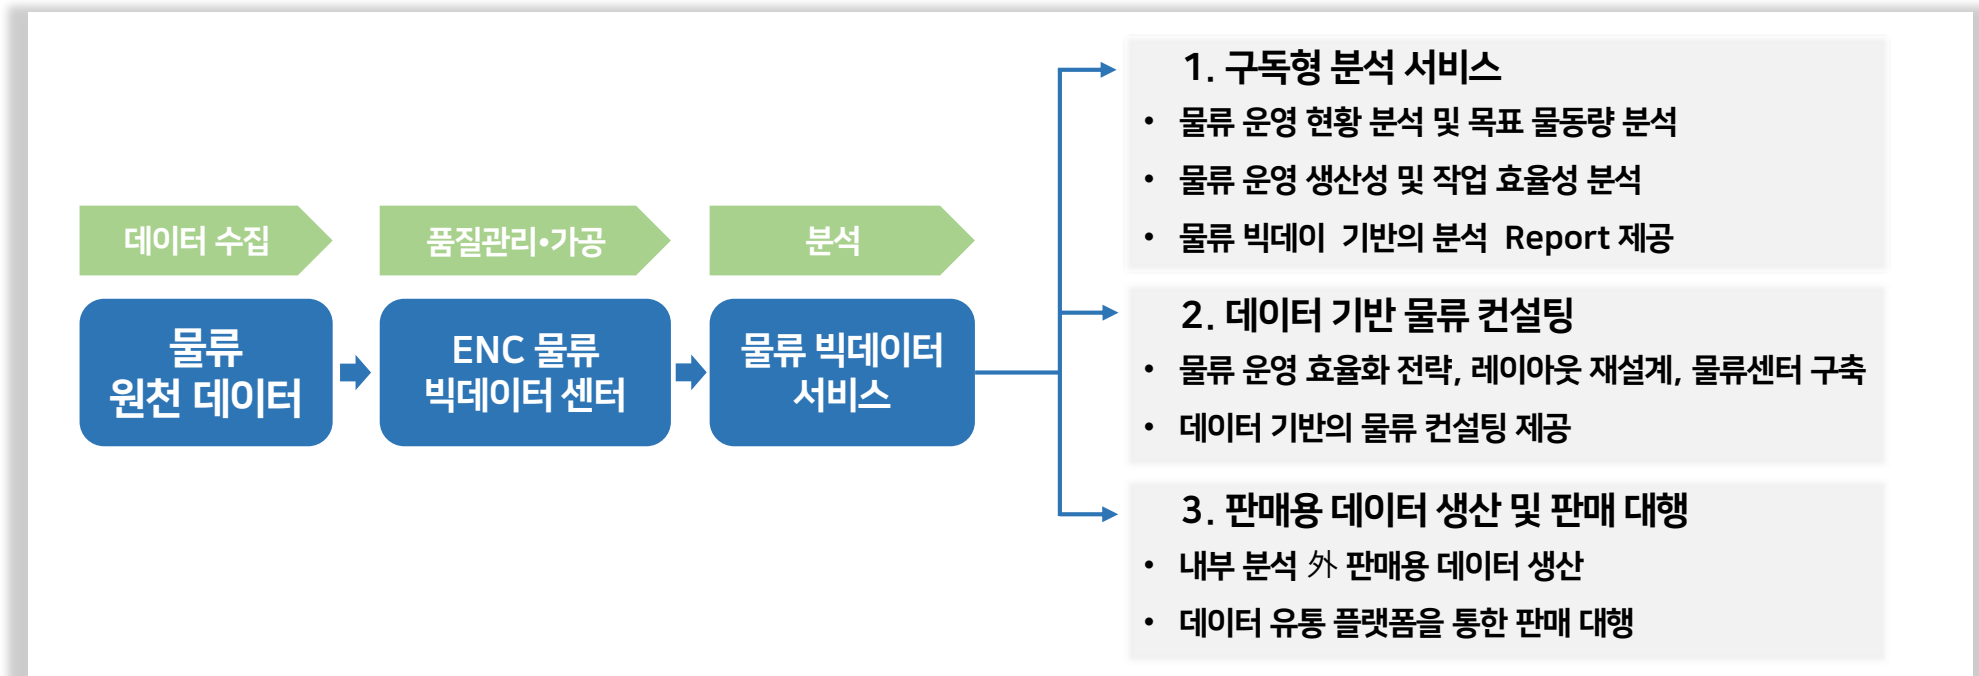 데이터 수집
품질관리•가공
분석
물류
원천 데이터
ENC 물류
빅데이터 센터
물류 빅데이터
서비스
1. 구독형 분석 서비스
• 물류 운영 현황 분석 및 목표 물동량 분석
• 물류 운영 생산성 및 작업 효율성 분석
• 물류 빅데이 기반의 분석 Report 제공
2. 데이터 기반 물류 컨설팅
• 물류 운영 효율화 전략, 레이아웃 재설계, 물류센터 구축
• 데이터 기반의 물류 컨설팅 제공
3. 판매용 데이터 생산 및 판매 대행
• 내부 분석 外 판매용 데이터 생산
• 데이터 유통 플랫폼을 통한 판매 대행